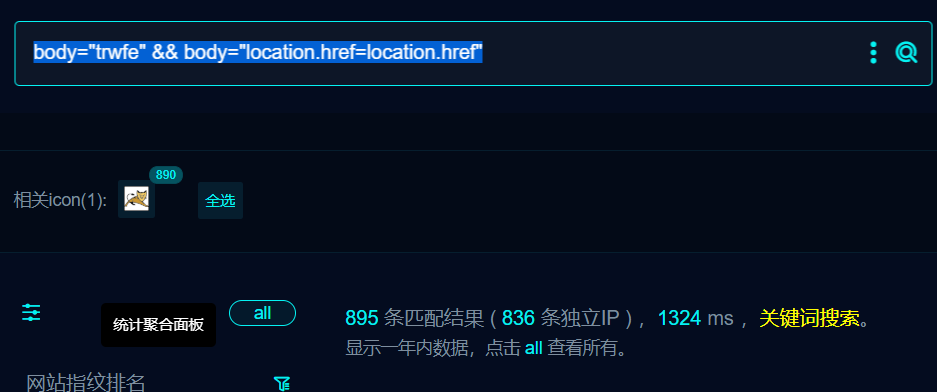 body="trwfe" && body="location.href=location.href"
890
相关icon(1): 全选
统计聚合面板 all 895 条匹配结果 ( 836 条独立IP ) ，1324 ms ，关键词搜索。
显示一年内数据，点击 all 查看所有。
网站指纹排名